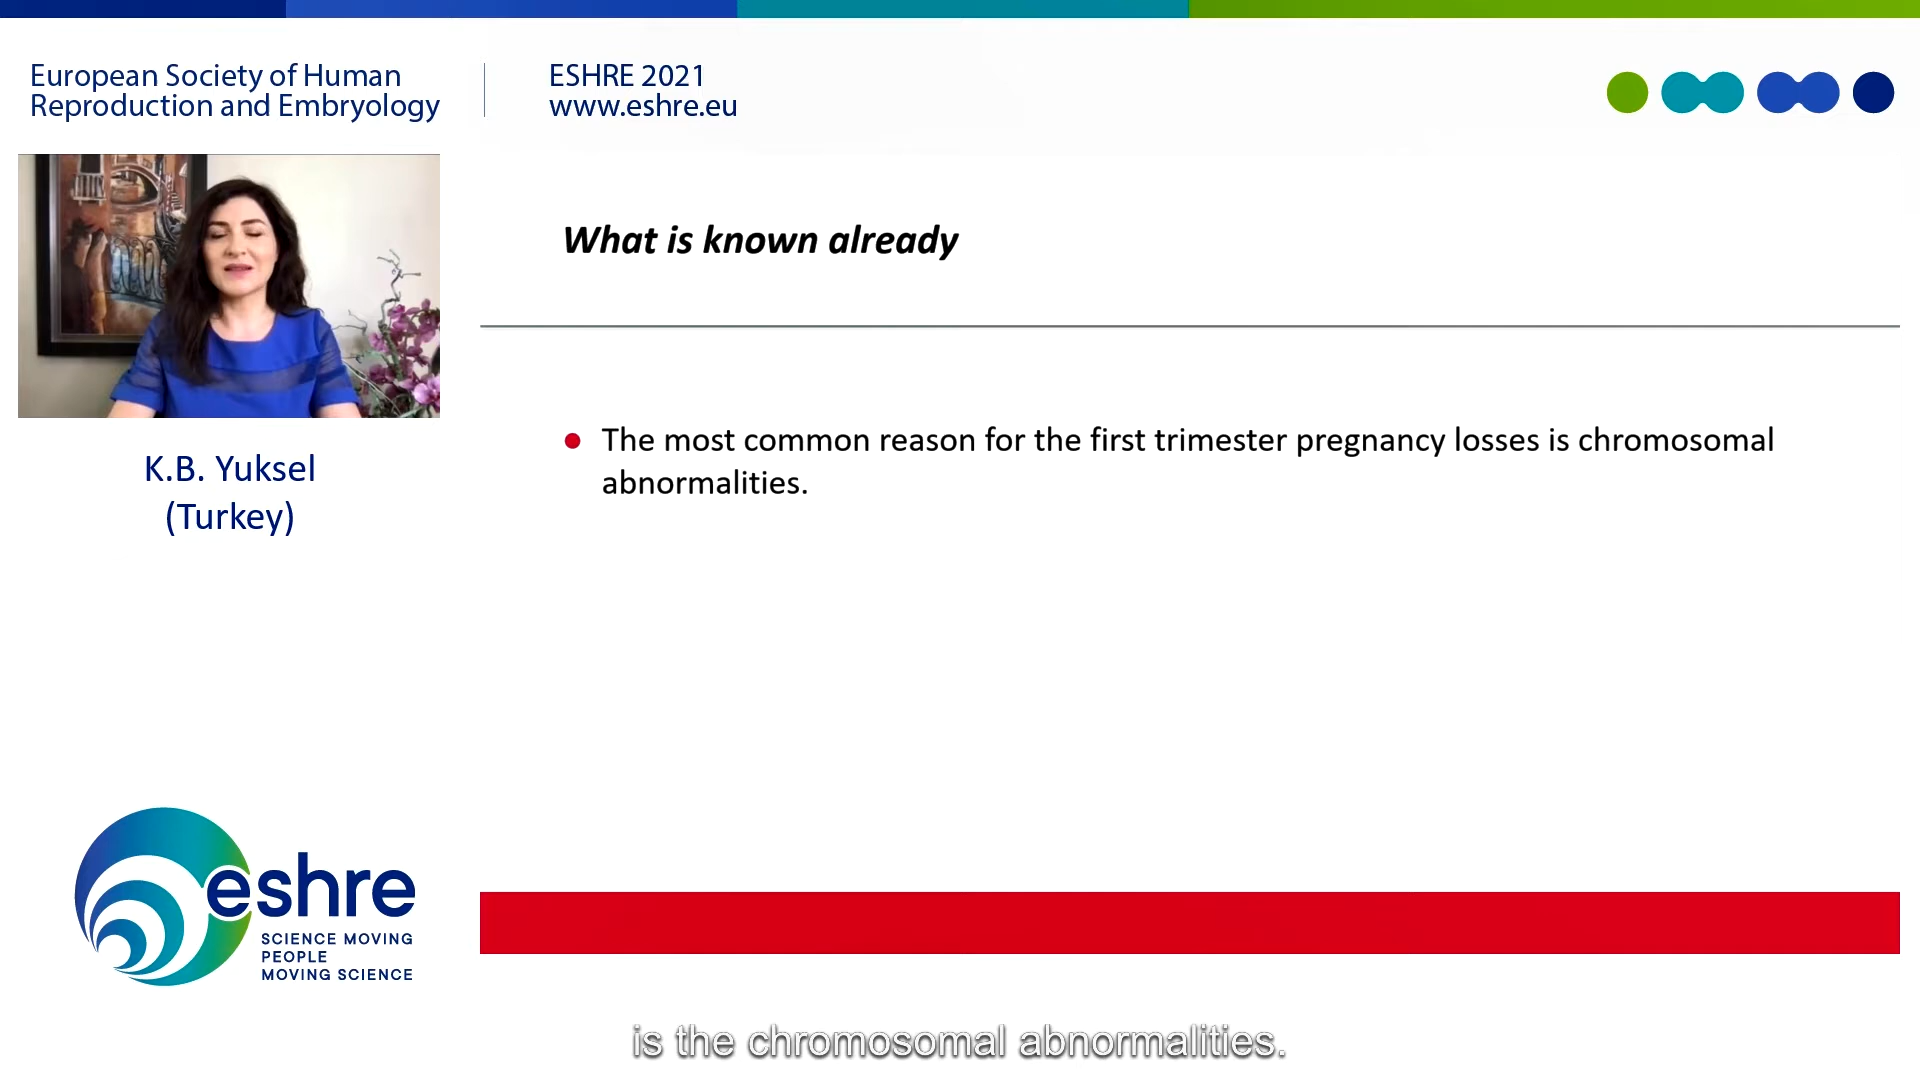 European Society of Human
Reproduction and Embryology
ESHRE 2021
www.eshre.eu
What is known already
K.B. Yuksel
(Turkey)
● The most common reason for the first trimester pregnancy losses is chromosomal
abnormalities.
eshre
SCIENCE MOVING
PEOPLE
MOVING SCIENCE
is the chromosomal abnormalities.